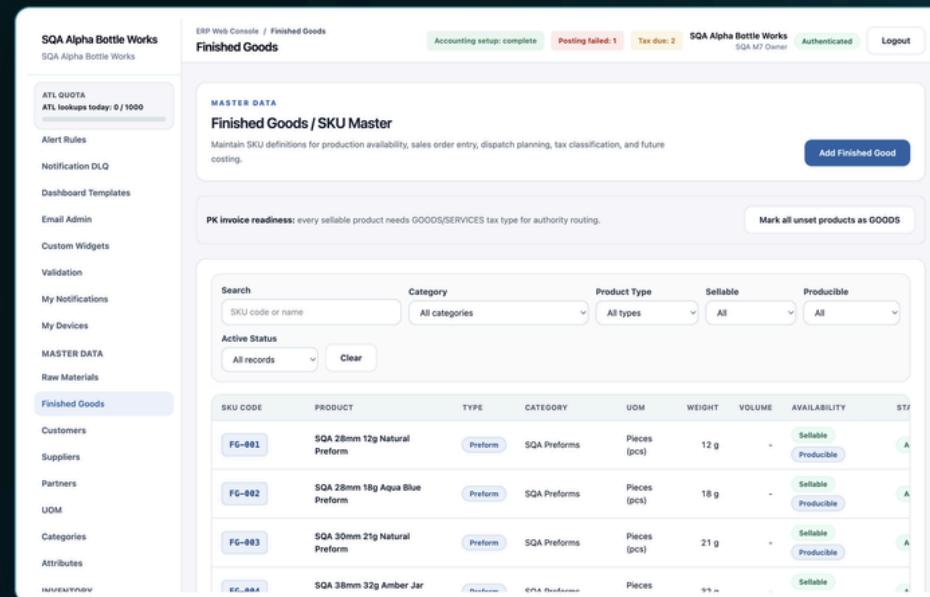 SQA Alpha Bottle Works
SQA Alpha Bottle Works
ATL QUOTA
ATL lookups today: 0 / 1000
Alert Rules
Notification DLQ
Dashboard Templates
Email Admin
Custom Widgets
Validation
My Notifications
My Devices
MASTER DATA
Raw Materials
Finished Goods
Customers
Suppliers
Partners
UOM
Categories
Attributes
INVENTORY
ERP Web Console / Finished Goods
Finished Goods
Accounting setup: complete
Posting failed: 1
Tax due: 2
SQA Alpha Bottle Works
SQA M7 Owner
Authenticated
Logout
MASTER DATA
Finished Goods / SKU Master
Maintain SKU definitions for production availability, sales order entry, dispatch planning, tax classification, and future
costing.
Add Finished Good
PK invoice readiness: every sellable product needs GOODS/SERVICES tax type for authority routing.
Mark all unset products as GOODS
Search
SKU code or name
Category
All categories
Product Type
All types
Sellable
All
Producible
All
Active Status
All records
Clear
SKU CODE PRODUCT TYPE CATEGORY UOM WEIGHT VOLUME AVAILABILITY STA
FG-001
SQA 28mm 12g Natural
Preform
Preform
SQA Preforms
Pieces
(pcs)
12 g
-
Sellable
Producible
A
FG-002
SQA 28mm 18g Aqua Blue
Preform
Preform
SQA Preforms
Pieces
(pcs)
18 g
-
Sellable
Producible
A
FG-003
SQA 30mm 21g Natural
Preform
Preform
SQA Preforms
Pieces
(pcs)
21 g
-
Sellable
Producible
A
FG-004
SQA 38mm 32g Amber Jar
Preform
SQA Preforms
Pieces
32 g
-
Sellable